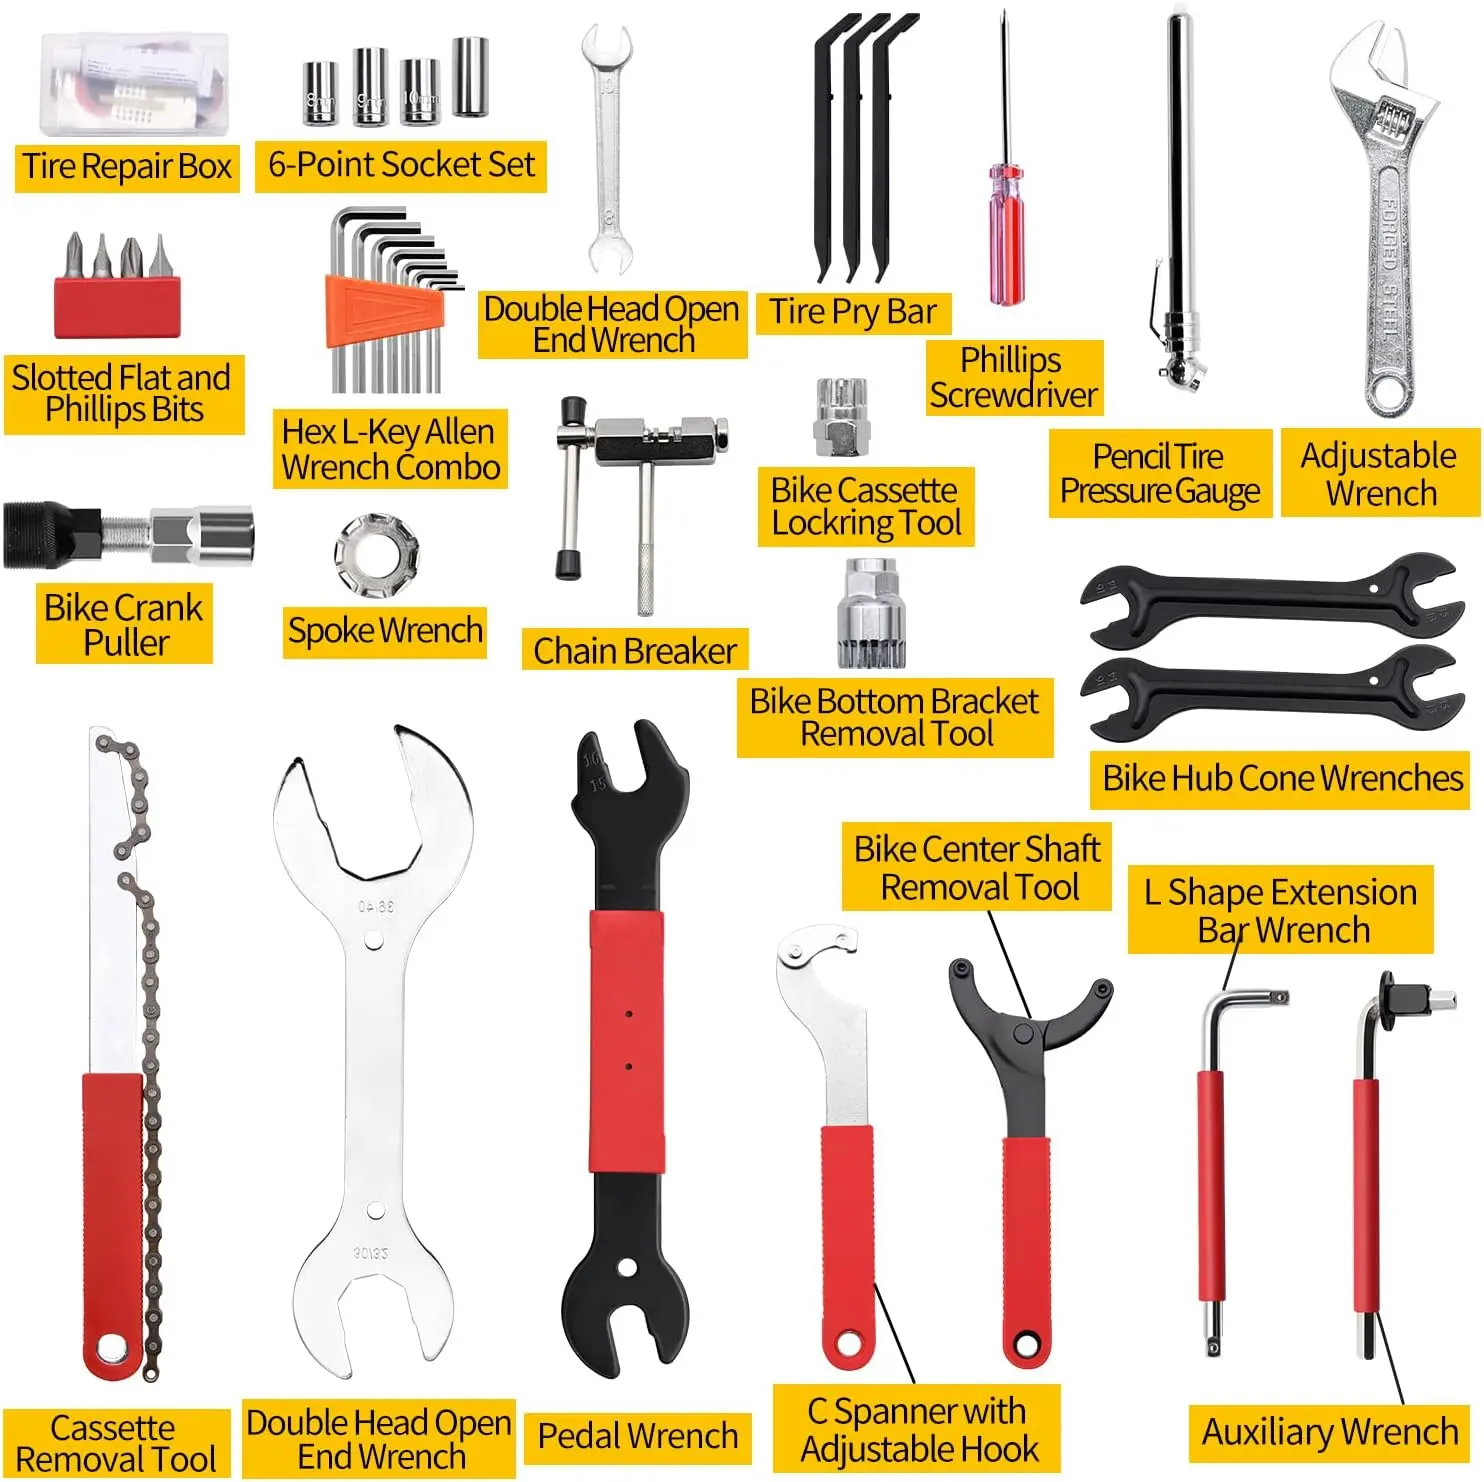 8mm
9mm
10mm
10
8
Tire Repair Box
6-Point Socket Set
Double Head Open
End Wrench
Tire Pry Bar
Phillips
Screwdriver
FORGED STEEL
Slotted Flat and
Phillips Bits
Hex L-Key Allen
Wrench Combo
Bike Cassette
Lockring Tool
Pencil Tire
Pressure Gauge
Adjustable
Wrench
Bike Crank
Puller
Spoke Wrench
Chain Breaker
Bike Bottom Bracket
Removal Tool
Bike Hub Cone Wrenches
16
15
38/40
30/32
Bike Center Shaft
Removal Tool
L Shape Extension
Bar Wrench
Cassette
Removal Tool
Double Head Open
End Wrench
Pedal Wrench
C Spanner with
Adjustable Hook
Auxiliary Wrench